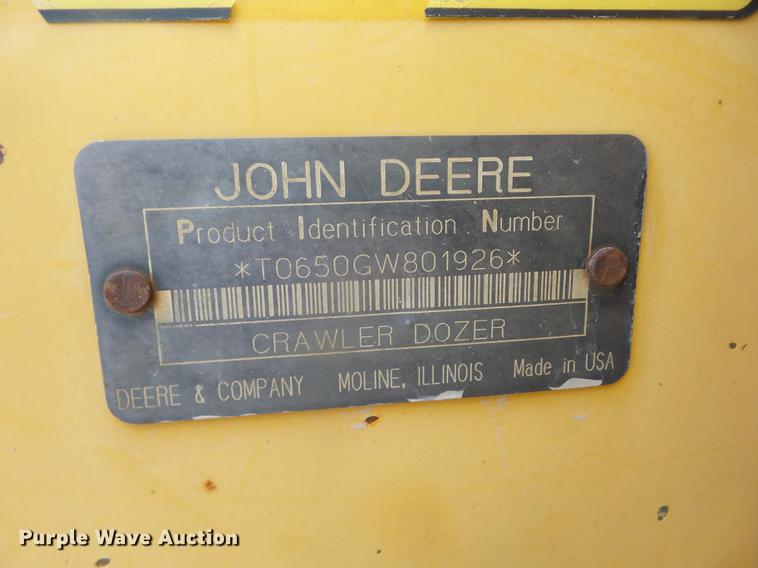 JOHN DEERE
Product Identification Number
*T0650GW801926*
CRAWLER DOZER
DEERE & COMPANY MOLINE, ILLINOIS Made in USA
Purple Wave Auction